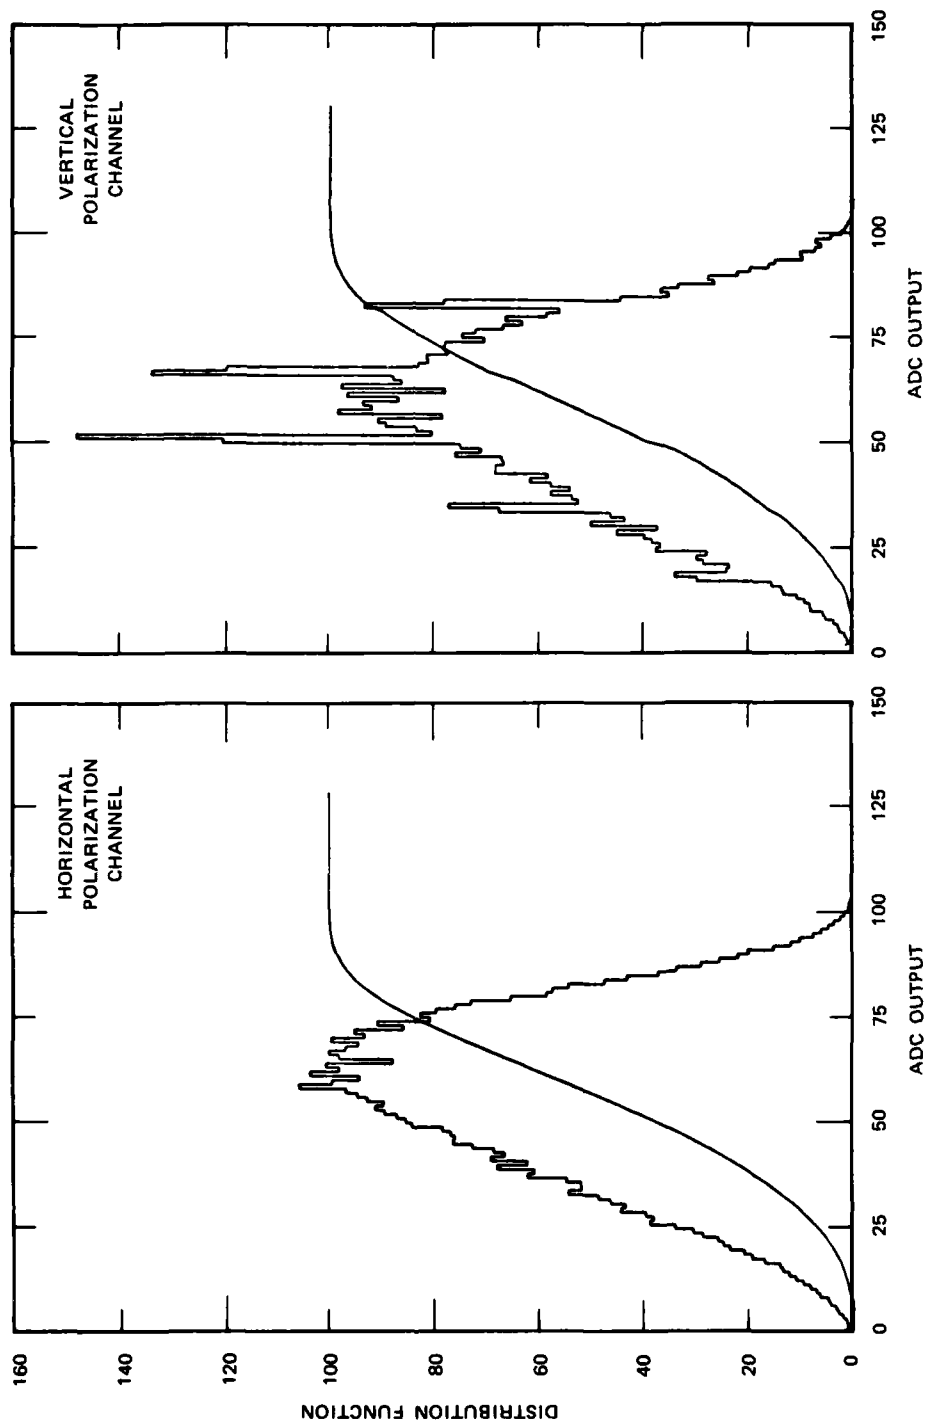 HORIZONTAL
POLARIZATION
CHANNEL
VERTICAL
POLARIZATION
CHANNEL
160
140
120
100
80
60
40
20
0
DISTRIBUTION FUNCTION
0 25 50 75 100 125 150
ADC OUTPUT
0 25 50 75 100 125 150
ADC OUTPUT